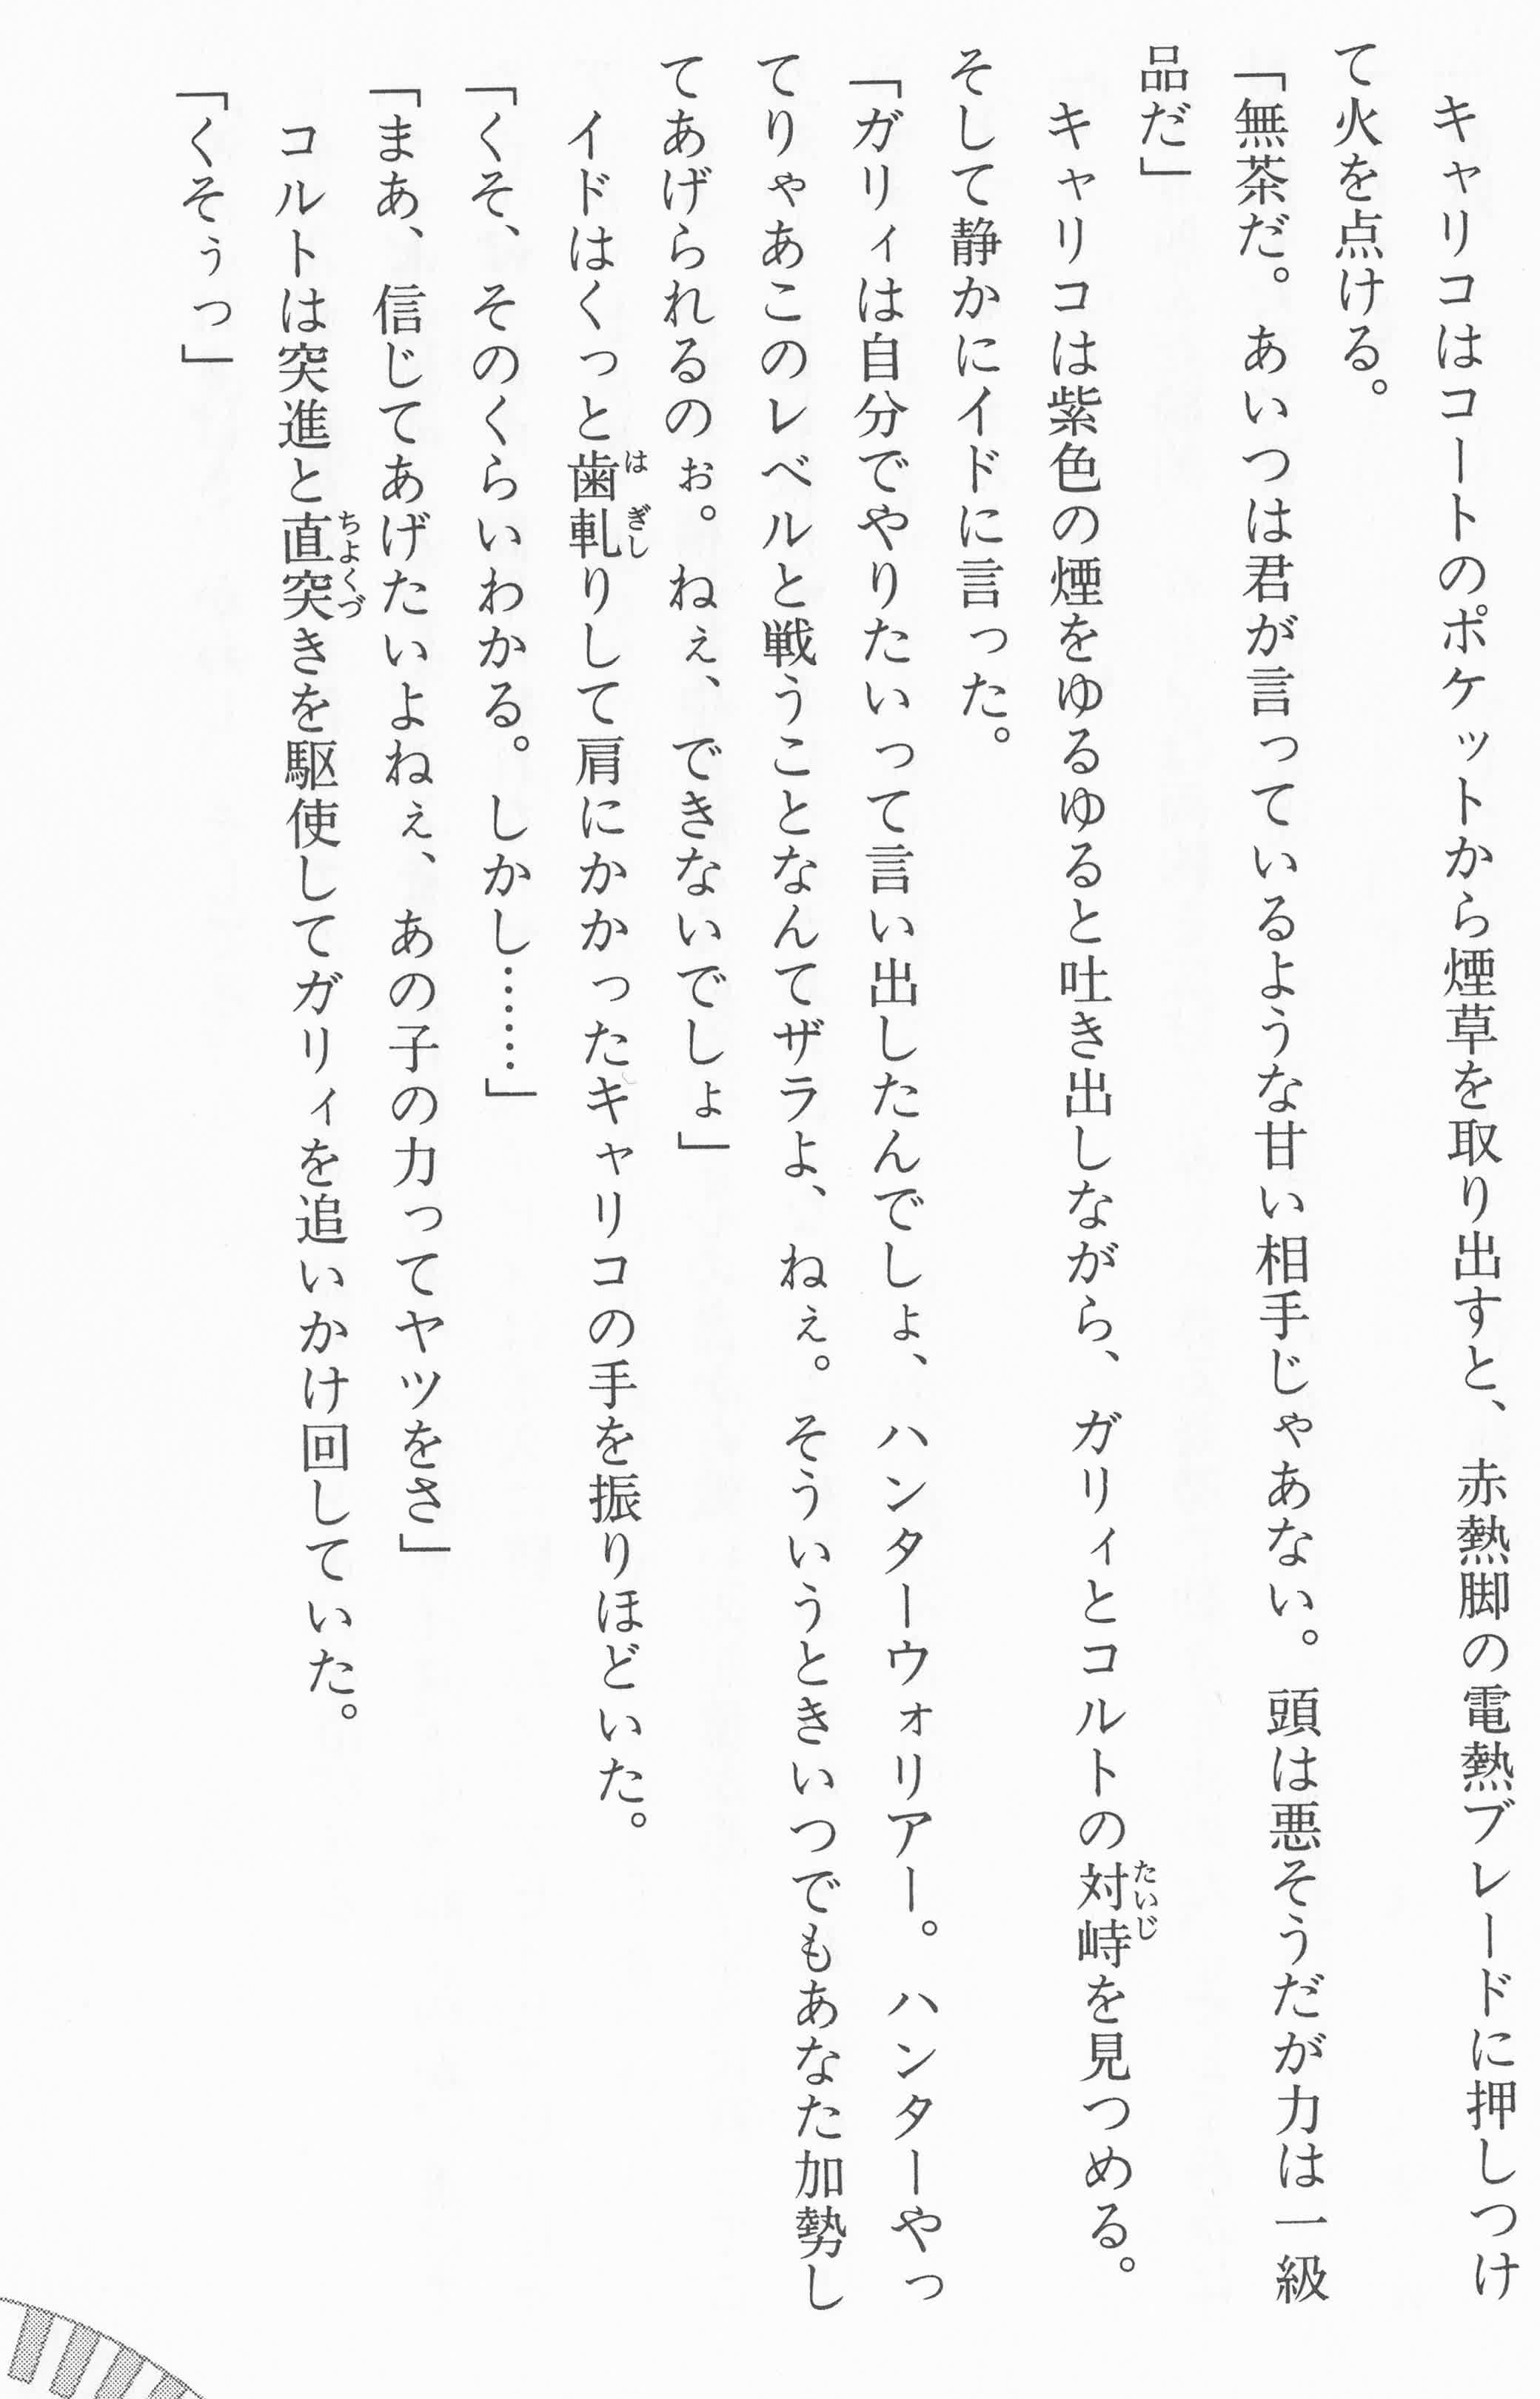 キャリコはコートのポケットから煙草を取り出すと、赤熱脚の電熱ブレードに押しつけ
て火を点ける。
「無茶だ。あいつは君が言っているような甘い相手じゃあない。頭は悪そうだが力は一級
品だ」
　キャリコは紫色の煙をゆるゆると吐き出しながら、ガリィとコルトの対峙を見つめる。
たいじ
そして静かにイドに言った。
「ガリィは自分でやりたいって言い出したんでしょ、ハンターウォリアー。ハンターやっ
てりゃあこのレベルと戦うことなんてザラよ、ねぇ。そういうときいつでもあなた加勢し
てあげられるのぉ。ねぇ、できないでしょ」
　イドはくっと歯軋りして肩にかかったキャリコの手を振りほどいた。
は ぎし
「くそ、そのくらいわかる。しかし……」
「まあ、信じてあげたいよねぇ、あの子の力ってヤツをさ」
　コルトは突進と直突きを駆使してガリィを追いかけ回していた。
ちよくづ
「くそぅっ」